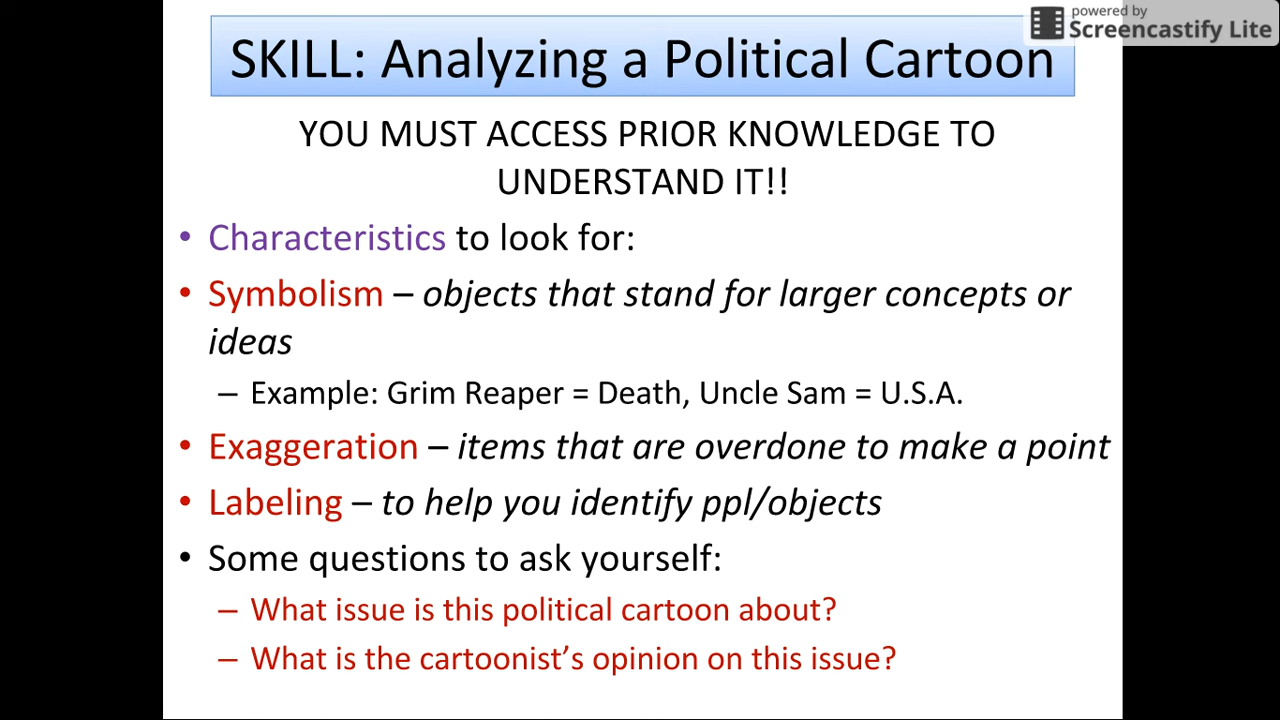 powered by
Screencastify Lite
SKILL: Analyzing a Political Cartoon
YOU MUST ACCESS PRIOR KNOWLEDGE TO
UNDERSTAND IT!!
• Characteristics to look for:
• Symbolism – objects that stand for larger concepts or
ideas
– Example: Grim Reaper = Death, Uncle Sam = U.S.A.
• Exaggeration – items that are overdone to make a point
• Labeling – to help you identify ppl/objects
• Some questions to ask yourself:
– What issue is this political cartoon about?
– What is the cartoonist’s opinion on this issue?